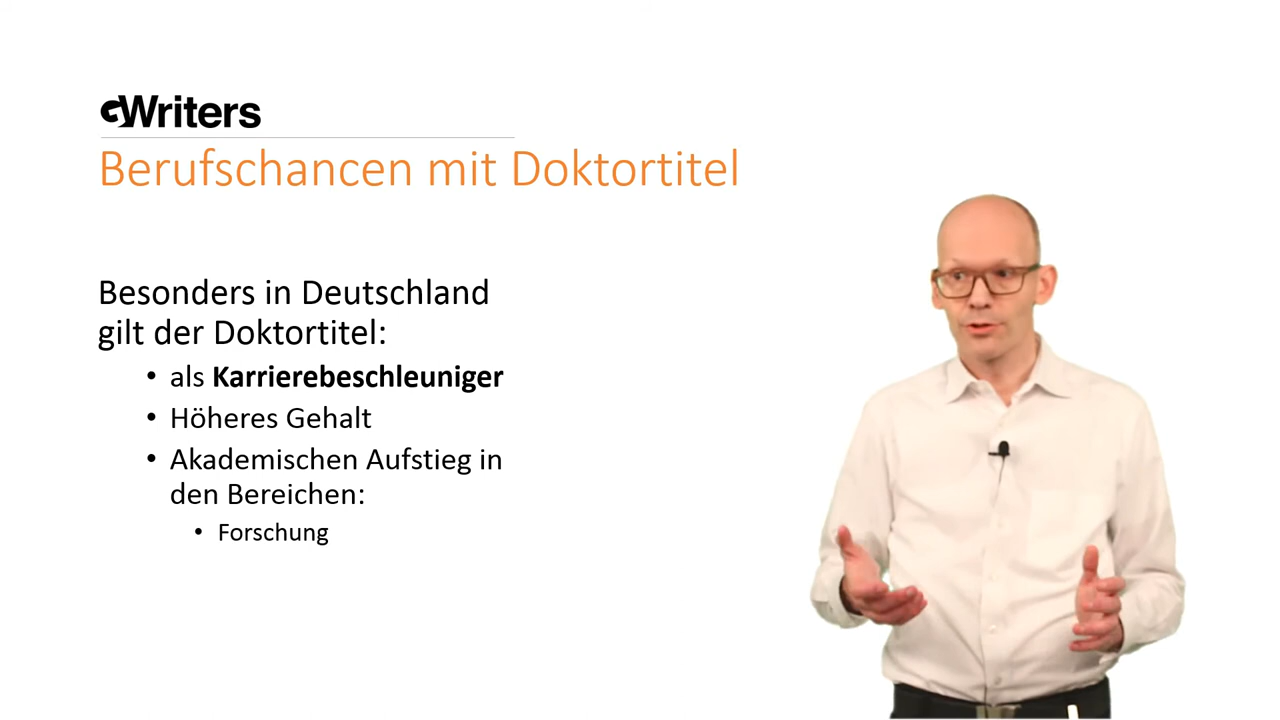 GWriters
Berufschancen mit Doktortitel
Besonders in Deutschland
gilt der Doktortitel:
• als Karrierebeschleuniger
• Höheres Gehalt
• Akademischen Aufstieg in
den Bereichen:
• Forschung